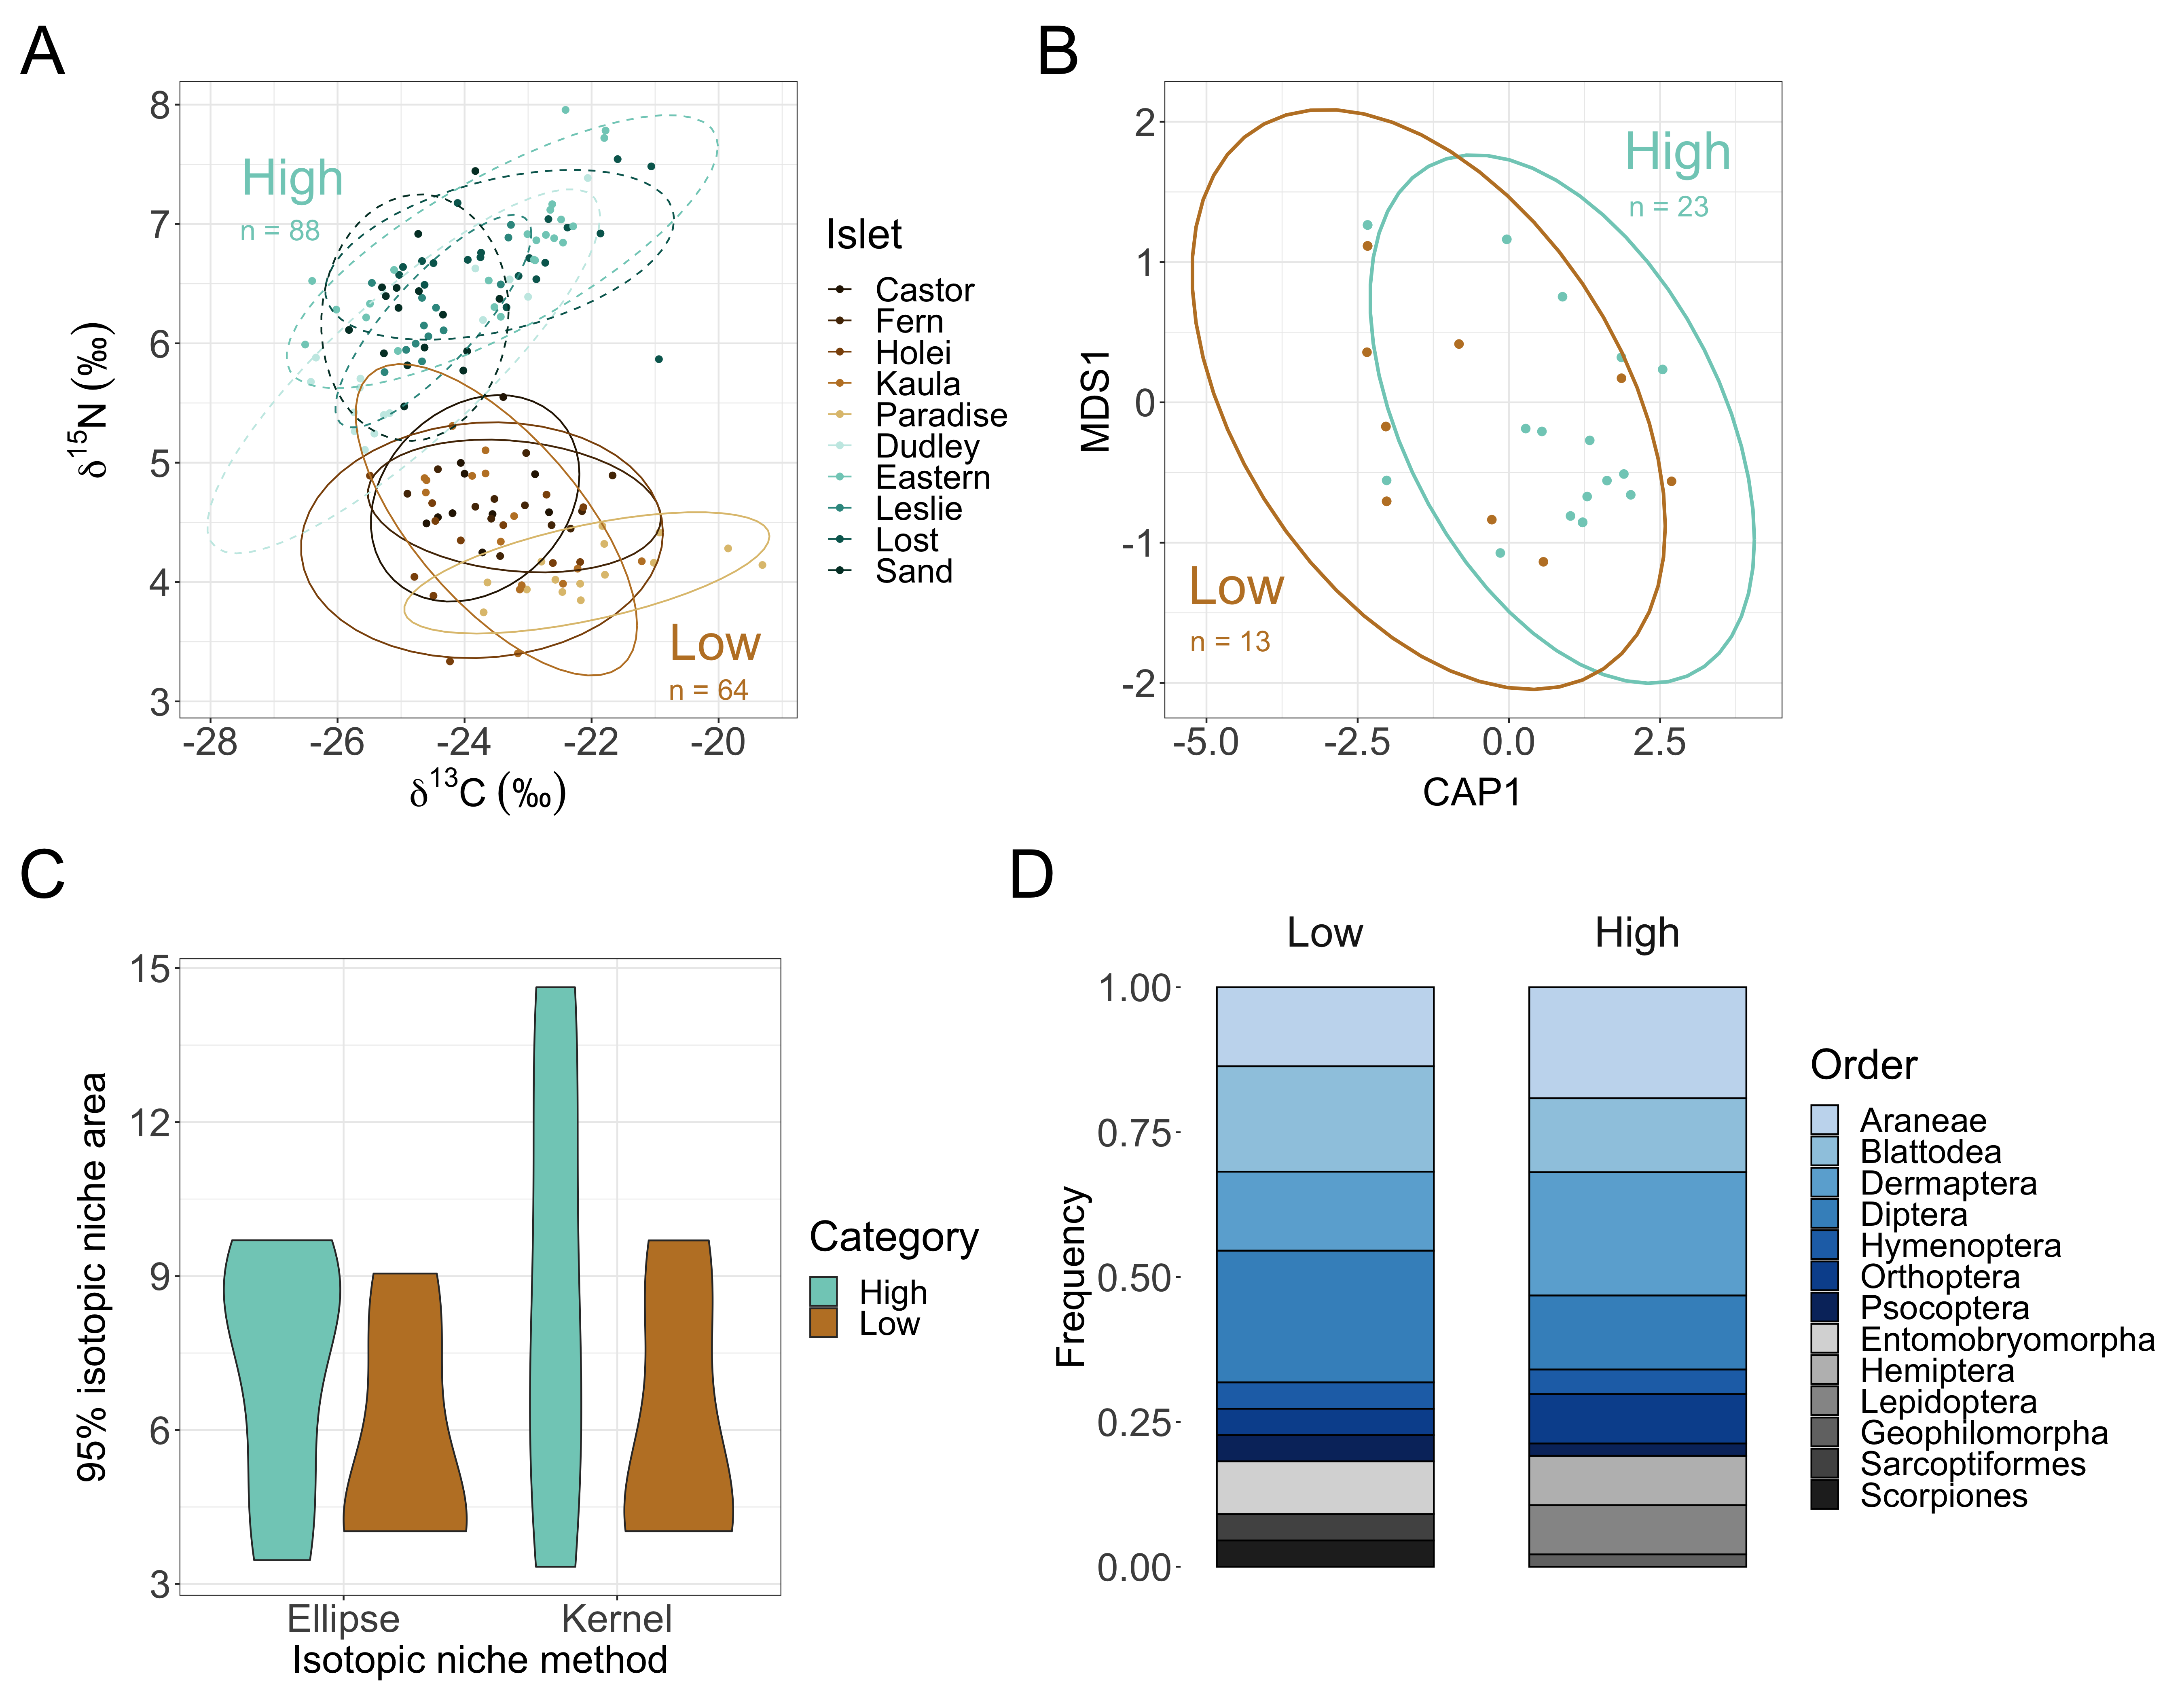 A
8
7
6
5
4
3
δ15N (‰)
High
n = 88
Low
n = 64
-28
-26
-24
-22
-20
δ13C (‰)
Islet
Castor
Fern
Holei
Kaula
Paradise
Dudley
Eastern
Leslie
Lost
Sand
B
2
1
0
-1
-2
MDS1
High
n = 23
Low
n = 13
-5.0
-2.5
0.0
2.5
CAP1
C
15
12
9
6
3
95% isotopic niche area
Ellipse
Kernel
Isotopic niche method
Category
High
Low
D
Low
High
1.00
0.75
0.50
0.25
0.00
Frequency
Order
Araneae
Blattodea
Dermaptera
Diptera
Hymenoptera
Orthoptera
Psocoptera
Entomobryomorpha
Hemiptera
Lepidoptera
Geophilomorpha
Sarcoptiformes
Scorpiones